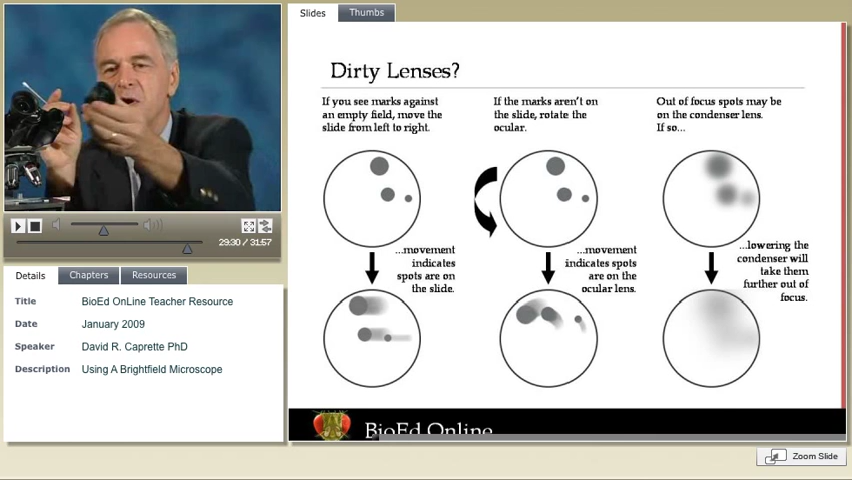 Slides
Thumbs
Dirty Lenses?
If you see marks against
an empty field, move the
slide from left to right.
If the marks aren't on
the slide, rotate the
ocular.
Out of focus spots may be
on the condenser lens.
If so...
...movement
indicates
spots are on
the slide.
...movement
indicates spots
are on the
ocular lens.
...lowering the
condenser will
take them
further out of
focus.
BioEd Online
Zoom Slide
29:30 / 31:57
Details
Chapters
Resources
Title
BioEd OnLine Teacher Resource
Date
January 2009
Speaker
David R. Caprette PhD
Description
Using A Brightfield Microscope